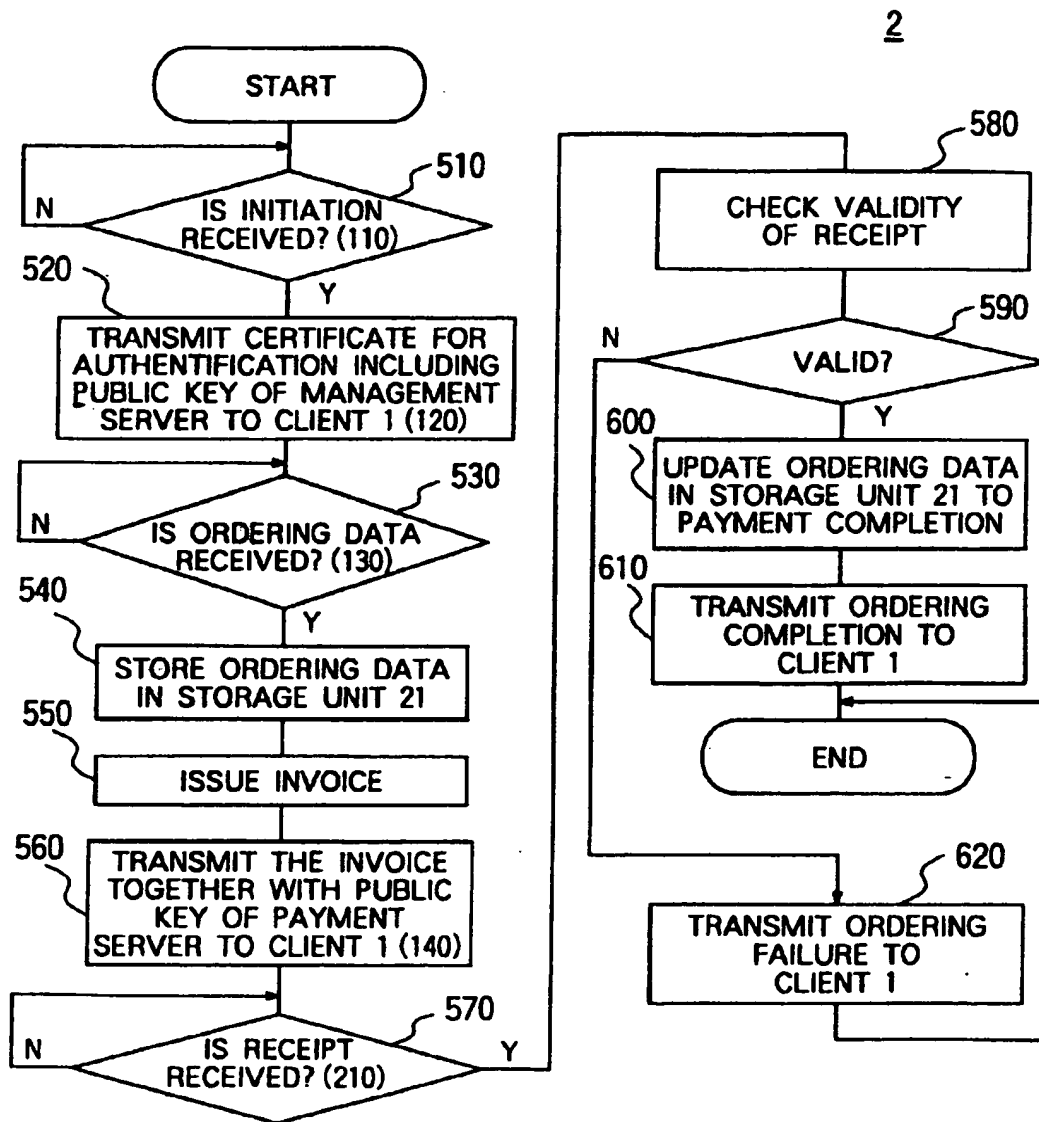 2
START
510
N
IS INITIATION
RECEIVED? (110)
Y
520
TRANSMIT CERTIFICATE FOR
AUTHENTIFICATION INCLUDING
PUBLIC KEY OF MANAGEMENT
SERVER TO CLIENT 1 (120)
530
N
IS ORDERING DATA
RECEIVED? (130)
Y
540
STORE ORDERING DATA
IN STORAGE UNIT 21
550
ISSUE INVOICE
560
TRANSMIT THE INVOICE
TOGETHER WITH PUBLIC
KEY OF PAYMENT
SERVER TO CLIENT 1 (140)
570
N
IS RECEIPT
RECEIVED? (210)
Y
580
CHECK VALIDITY
OF RECEIPT
590
N
VALID?
Y
600
UPDATE ORDERING DATA
IN STORAGE UNIT 21 TO
PAYMENT COMPLETION
610
TRANSMIT ORDERING
COMPLETION TO
CLIENT 1
END
620
TRANSMIT ORDERING
FAILURE TO
CLIENT 1